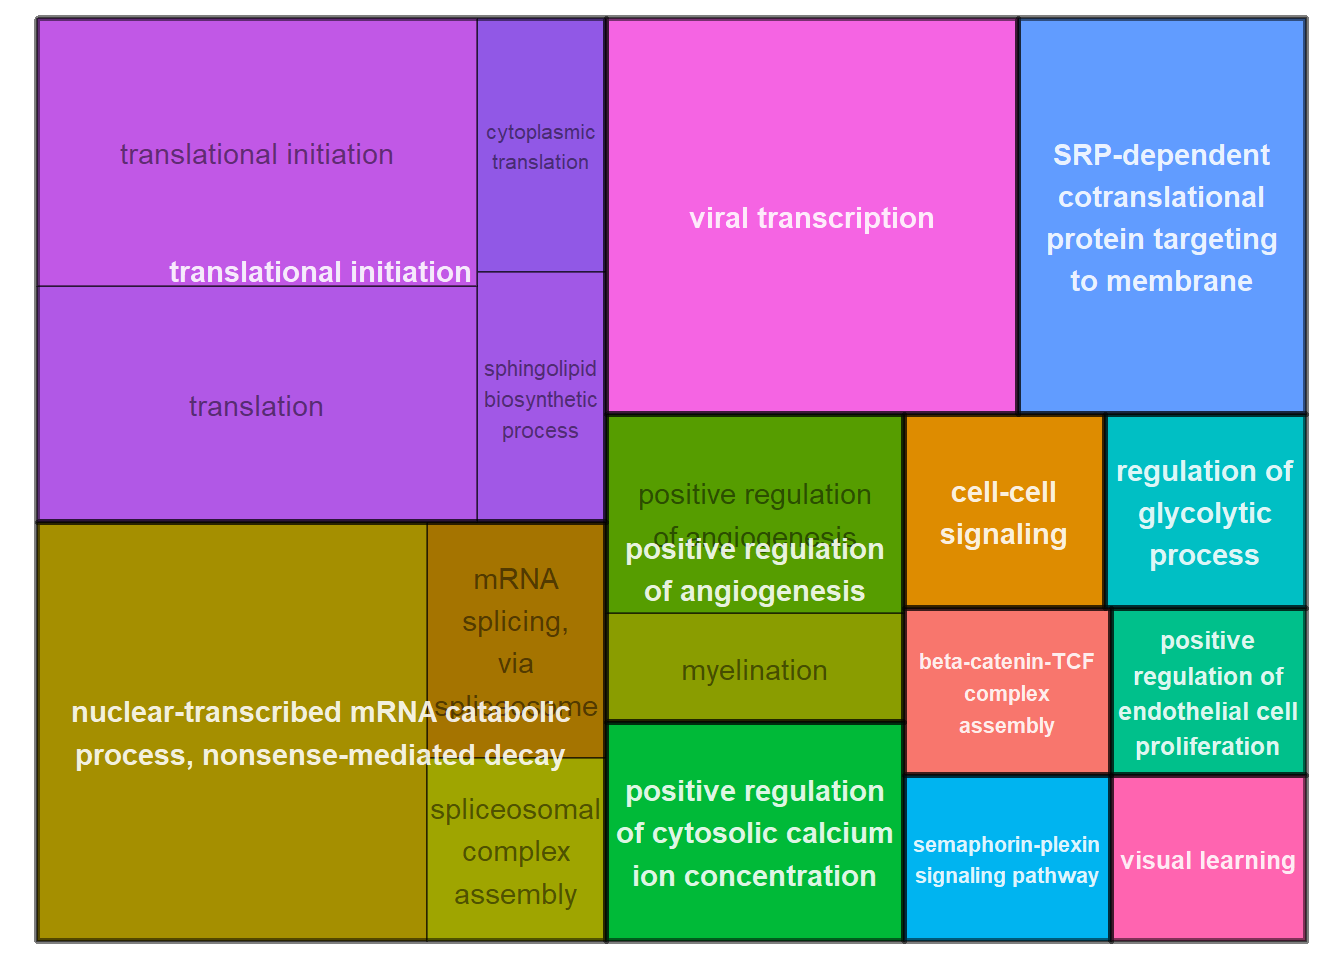 translational initiation
cytoplasmic
translation
translational initiation
translation
sphingolipid
biosynthetic
process
viral transcription
SRP-dependent
cotranslational
protein targeting
to membrane
mRNA
splicing,
via
spliceosome
nuclear-transcribed mRNA catabolic
process, nonsense-mediated decay
spliceosomal
complex
assembly
positive regulation
of angiogenesis
positive regulation
of angiogenesis
myelination
positive regulation
of cytosolic calcium
ion concentration
cell-cell
signaling
regulation of
glycolytic
process
beta-catenin-TCF
complex
assembly
positive
regulation of
endothelial cell
proliferation
semaphorin-plexin
signaling pathway
visual learning